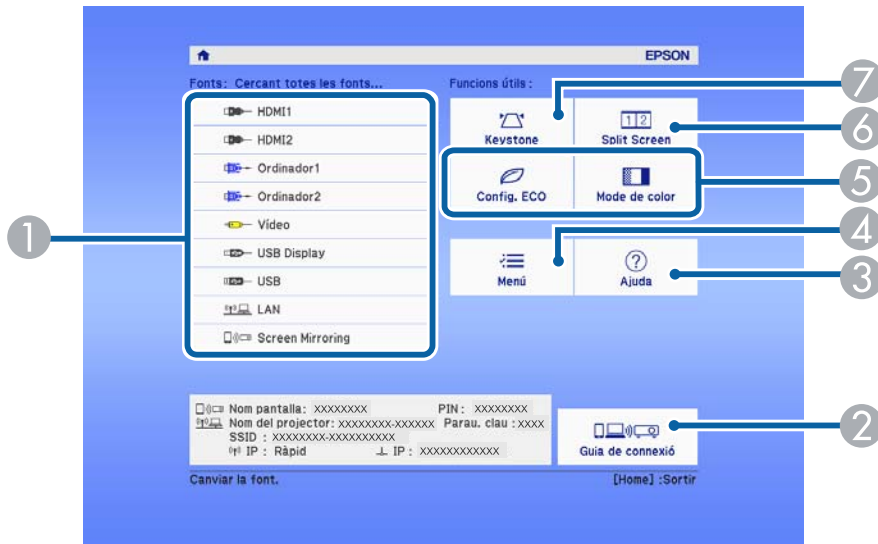 EPSON
Fonts: Cercant totes les fonts...
HDMI1
HDMI2
Ordinador1
Ordinador2
Vídeo
USB Display
USB
LAN
Screen Mirroring
Funcions útils :
Keystone
Split Screen
Config. ECO
Mode de color
Menú
Ajuda
1
7
6
5
4
3
2
Nom pantalla: XXXXXXXX PIN: XXXXXXXX
Nom del projector: XXXXXXXX-XXXXXX Parau. clau : XXXX
SSID : XXXXXXXX-XXXXXXXXXX
IP : Ràpid IP : XXXXXXXXXXXX
Guia de connexió
Canviar la font. [Home] :Sortir